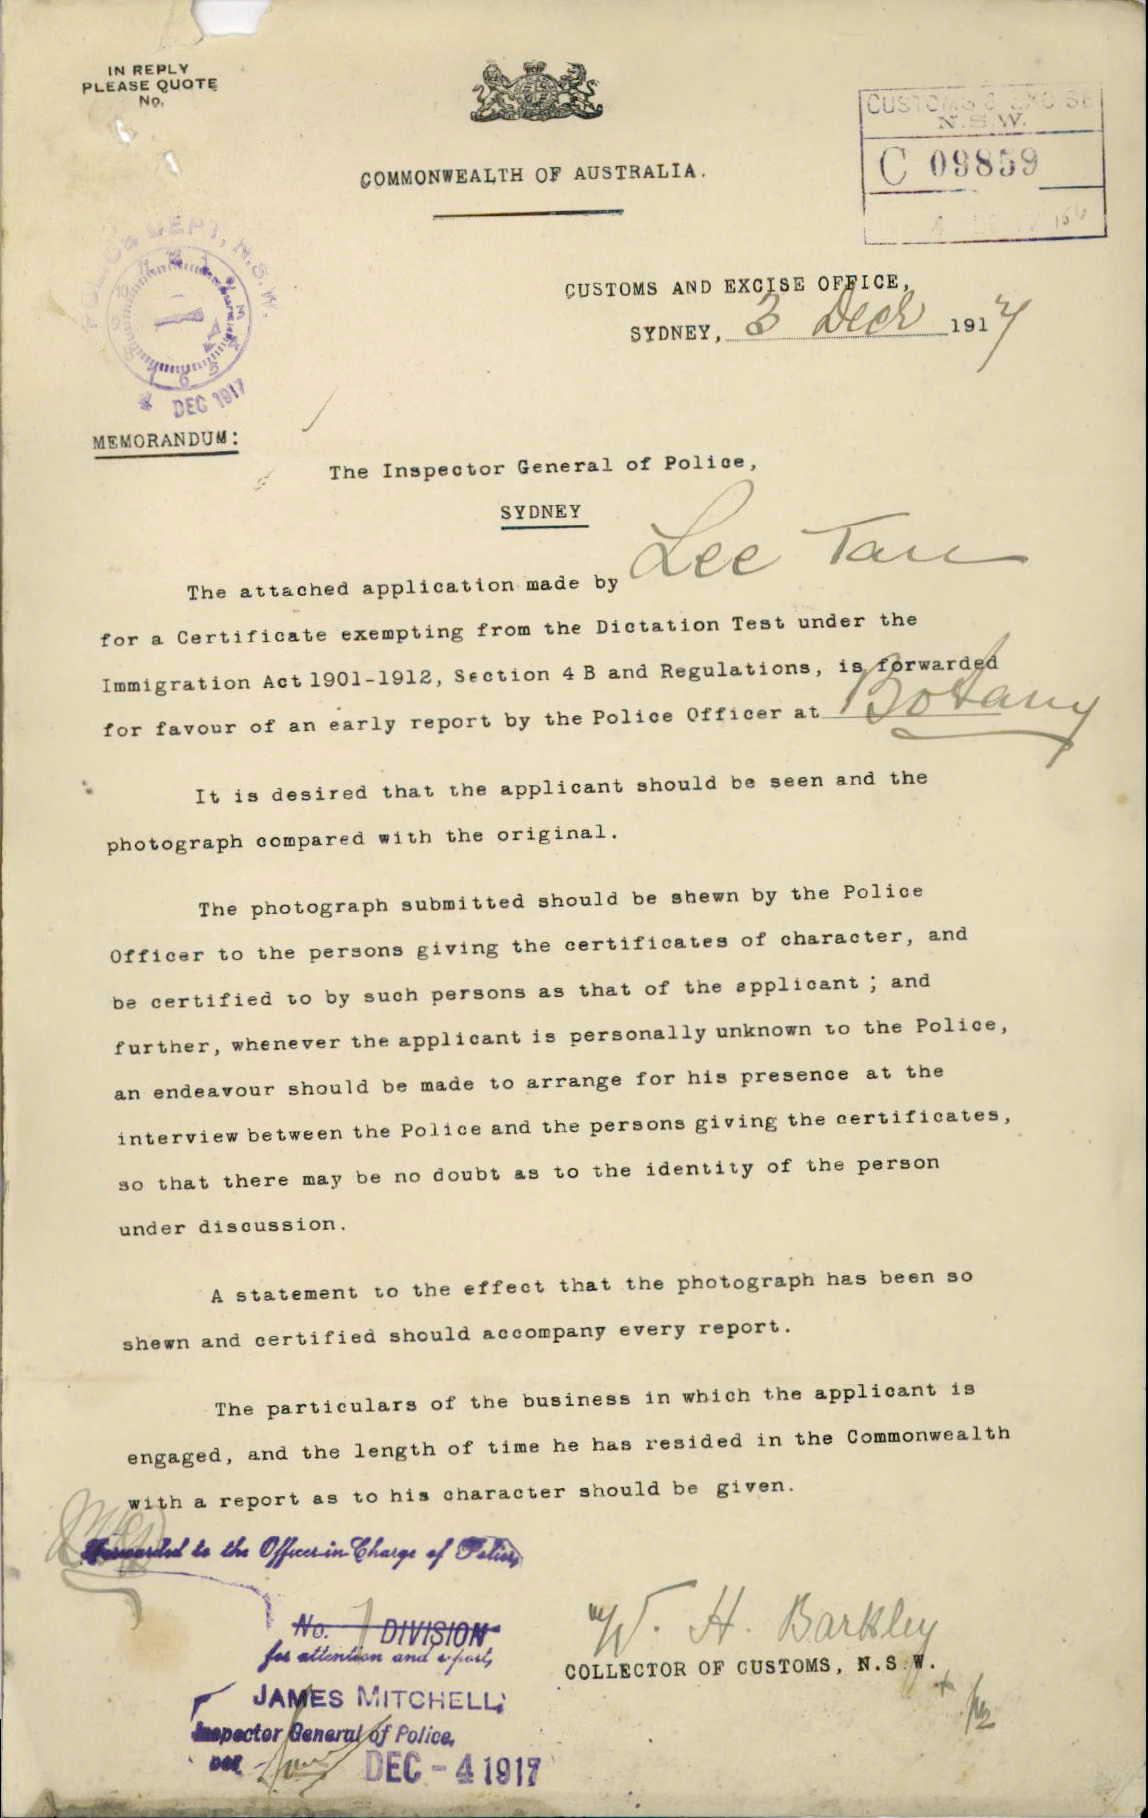 IN REPLY
PLEASE QUOTE
No.
CUSTOMS & EXCISE
N.S.W.
C 09859
COMMONWEALTH OF AUSTRALIA.
POLICE DEPT, N.S.W.
DEC 1917
CUSTOMS AND EXCISE OFFICE,
SYDNEY, 3 Decr 1917
MEMORANDUM:
The Inspector General of Police,
SYDNEY
The attached application made by Lee Tan
for a Certificate exempting from the Dictation Test under the
Immigration Act 1901-1912, Section 4 B and Regulations, is forwarded
for favour of an early report by the Police Officer at Botany
It is desired that the applicant should be seen and the
photograph compared with the original.
The photograph submitted should be shewn by the Police
Officer to the persons giving the certificates of character, and
be certified to by such persons as that of the applicant ; and
further, whenever the applicant is personally unknown to the Police,
an endeavour should be made to arrange for his presence at the
interview between the Police and the persons giving the certificates,
so that there may be no doubt as to the identity of the person
under discussion.
A statement to the effect that the photograph has been so
shewn and certified should accompany every report.
The particulars of the business in which the applicant is
engaged, and the length of time he has resided in the Commonwealth
with a report as to his character should be given.
Forwarded to the Officer-in-Charge of Police,
No. 1 DIVISION
for attention and report,
W. H. Barkley
COLLECTOR OF CUSTOMS, N.S.W.
JAMES MITCHELL,
Inspector General of Police,
per
DEC - 4 1917